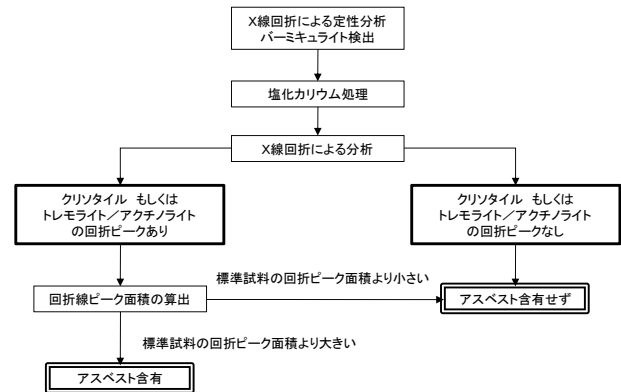 X線回折による定性分析
バーミキュライト検出
塩化カリウム処理
X線回折による分析
クリソタイル もしくは
トレモライト／アクチノライト
の回折ピークあり
クリソタイル もしくは
トレモライト／アクチノライト
の回折ピークなし
標準試料の回折ピーク面積より小さい
回折線ピーク面積の算出
アスベスト含有せず
標準試料の回折ピーク面積より大きい
アスベスト含有